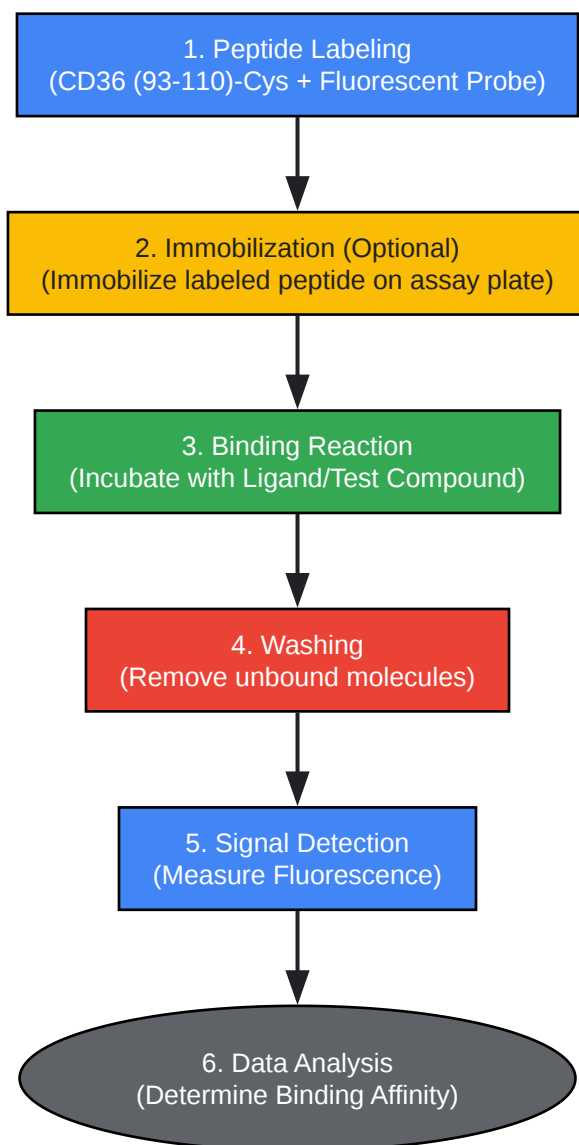 1. Peptide Labeling
(CD36 (93-110)-Cys + Fluorescent Probe)
2. Immobilization (Optional)
(Immobilize labeled peptide on assay plate)
3. Binding Reaction
(Incubate with Ligand/Test Compound)
4. Washing
(Remove unbound molecules)
5. Signal Detection
(Measure Fluorescence)
6. Data Analysis
(Determine Binding Affinity)